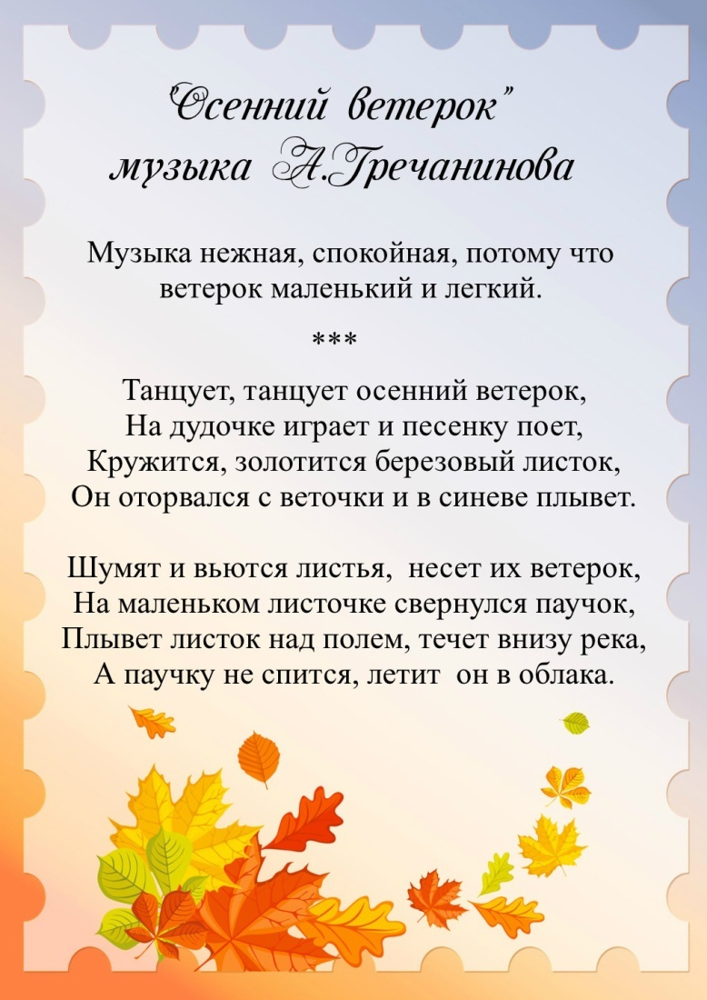 "Осенний ветерок"
музыка А.Гречанинова
Музыка нежная, спокойная, потому что
ветерок маленький и легкий.
***
Танцует, танцует осенний ветерок,
На дудочке играет и песенку поет,
Кружится, золотится березовый листок,
Он оторвался с веточки и в синеве плывет.
Шумят и вьются листья,  несет их ветерок,
На маленьком листочке свернулся паучок,
Плывет листок над полем, течет внизу река,
А паучку не спится, летит  он в облака.